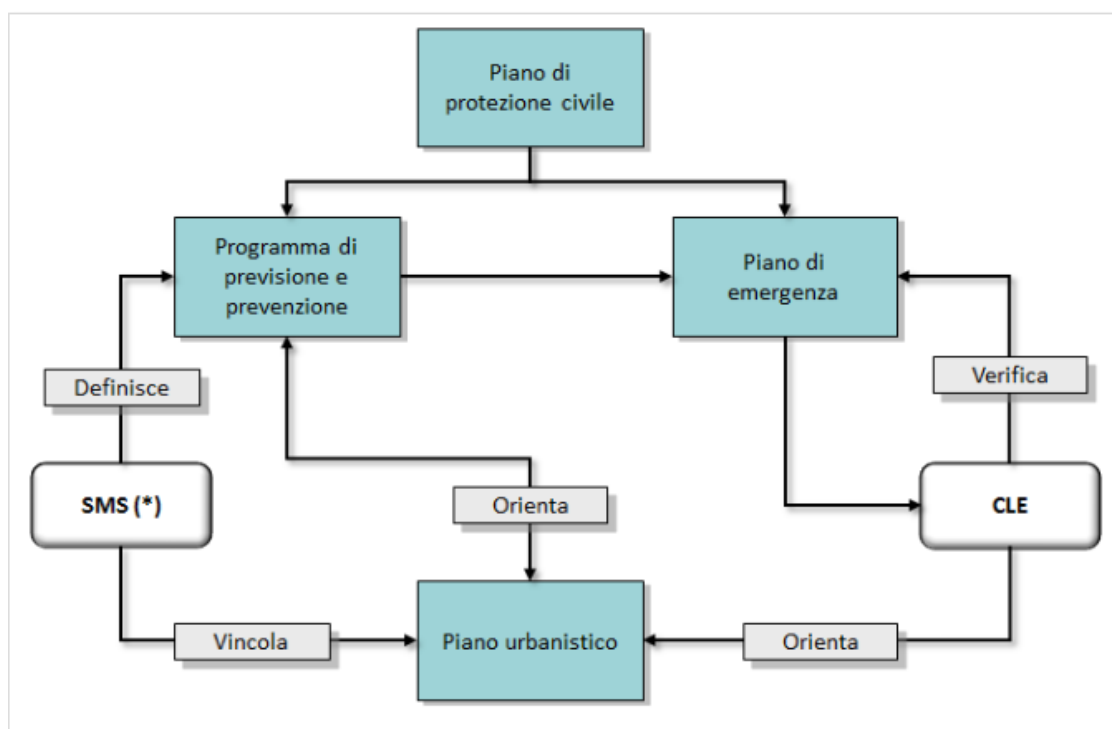 Piano di
protezione civile
Programma di
previsione e
prevenzione
Piano di
emergenza
Definisce
Verifica
SMS (*)
Orienta
CLE
Vincola
Piano urbanistico
Orienta